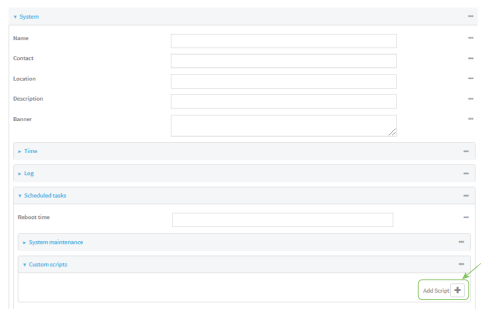 System
Name
Contact
Location
Description
Banner
Time
Log
Scheduled tasks
Reboot time
System maintenance
Custom scripts
Add Script